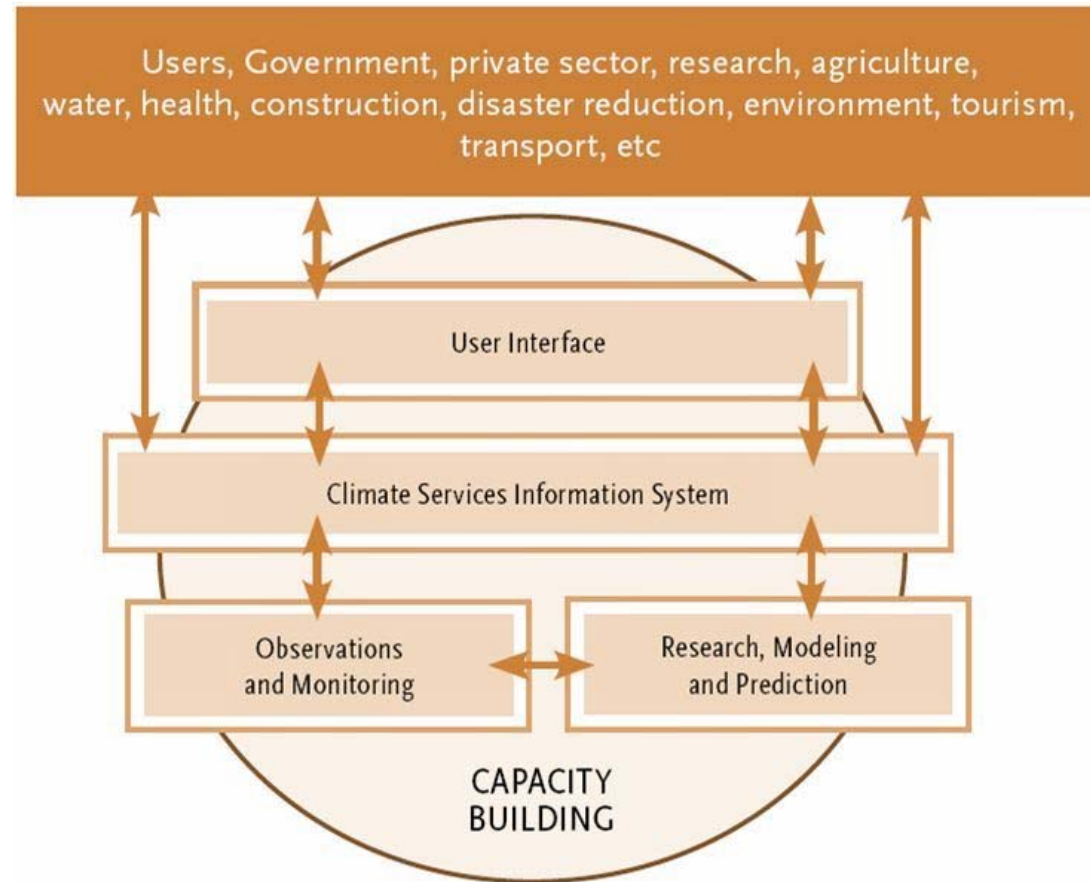 Users, Government, private sector, research, agriculture,
water, health, construction, disaster reduction, environment, tourism,
transport, etc
User Interface
Climate Services Information System
Observations
and Monitoring
Research, Modeling
and Prediction
CAPACITY
BUILDING